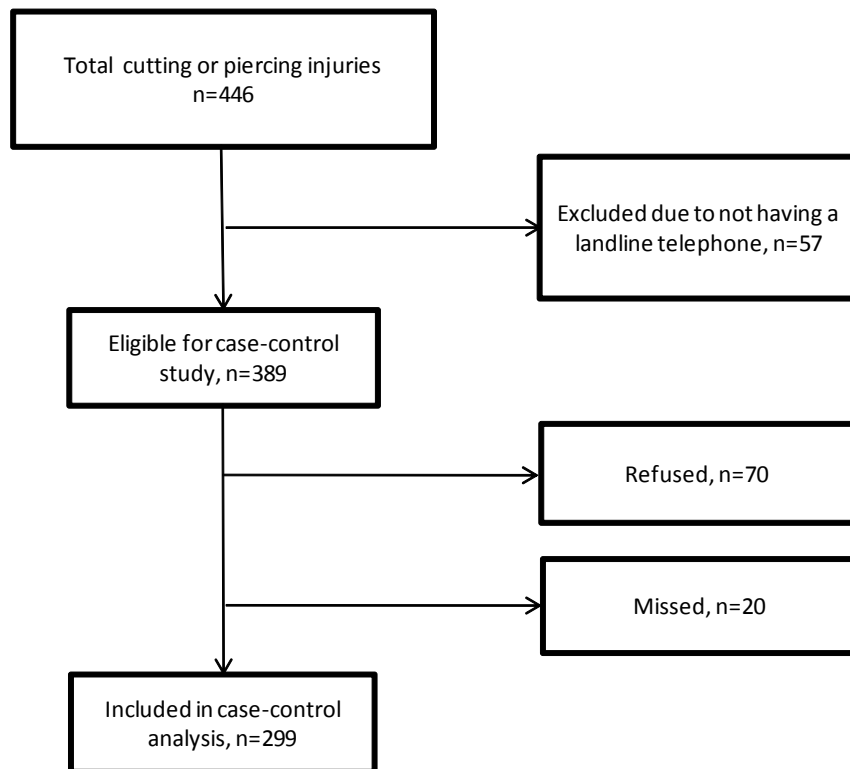 Total cutting or piercing injuries
n=446
Excluded due to not having a
landline telephone, n=57
Eligible for case-control
study, n=389
Refused, n=70
Missed, n=20
Included in case-control
analysis, n=299